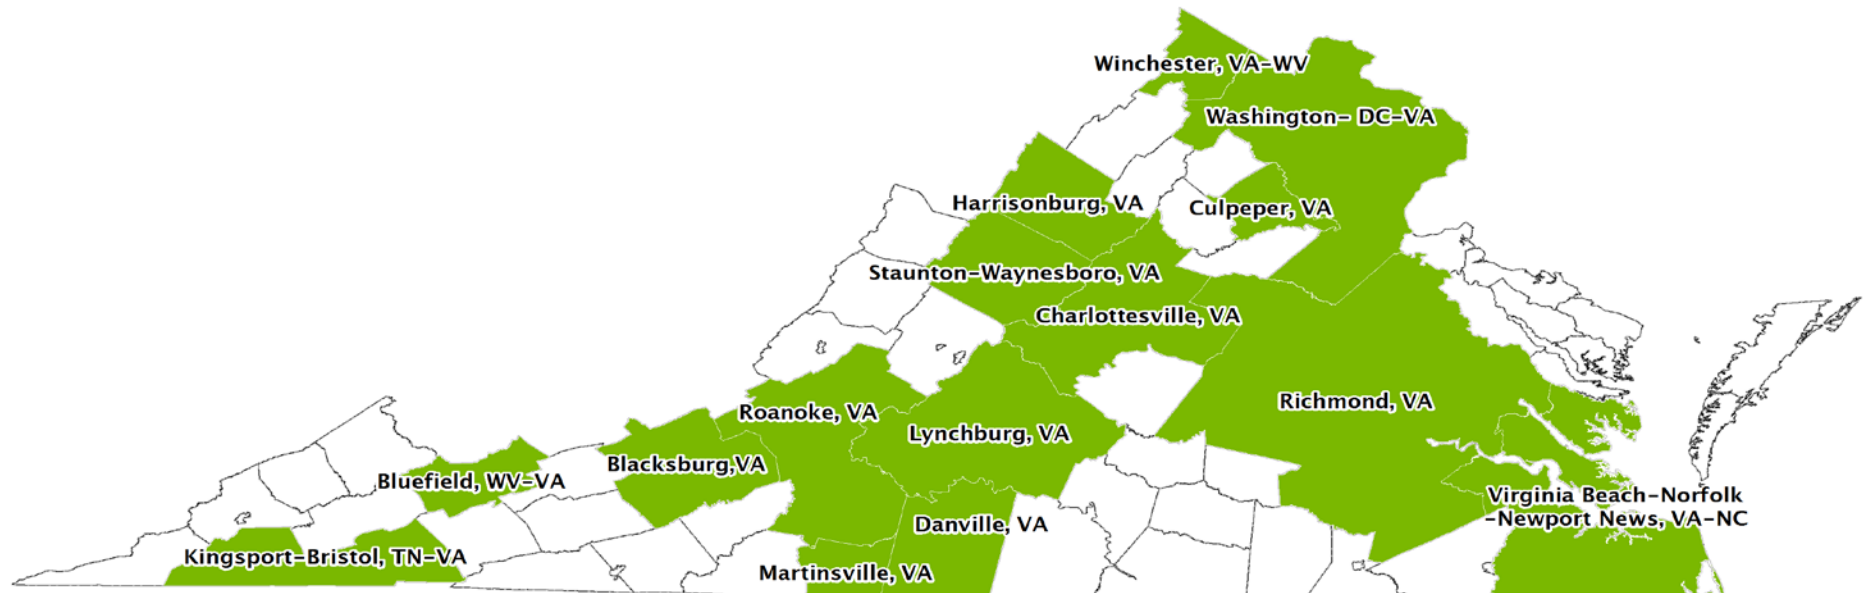 Winchester, VA-WV
Washington- DC-VA
Harrisonburg, VA
Culpeper, VA
Staunton-Waynesboro, VA
Charlottesville, VA
Richmond, VA
Roanoke, VA
Lynchburg, VA
Blacksburg,VA
Bluefield, WV-VA
Virginia Beach-Norfolk
-Newport News, VA-NC
Danville, VA
Kingsport-Bristol, TN-VA
Martinsville, VA